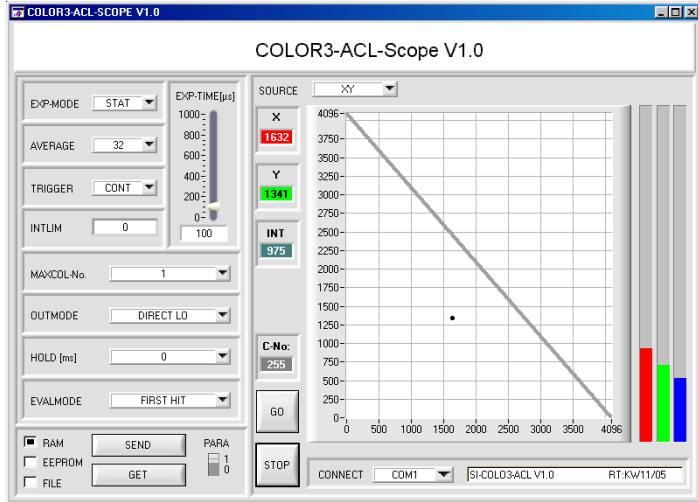 COLOR3-ACL-SCOPE V1.0
COLOR3-ACL-Scope V1.0
EXP-MODE STAT
AVERAGE 32
TRIGGER CONT
INTLIM 0
EXP-TIME[µs]
1000
800
600
400
200
0
100
MAXCOL-No. 1
OUTMODE DIRECT LO
HOLD [ms] 0
EVALMODE FIRST HIT
RAM
EEPROM
FILE
SEND
GET
PARA
1
0
SOURCE XY
X
1632
Y
1341
INT
975
C-No:
255
GO
STOP
4096
3750
3500
3250
3000
2750
2500
2250
2000
1750
1500
1250
1000
750
500
250
0
0 500 1000 1500 2000 2500 3000 3500 4096
CONNECT COM1 SI-COLO3-ACL V1.0 RT:KW11/05